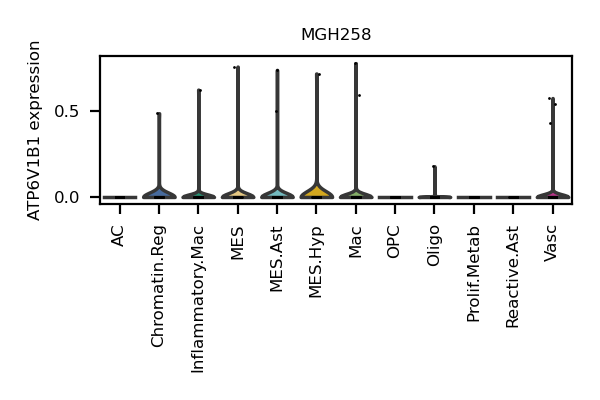 MGH258
ATP6V1B1 expression
0.5
0.0
AC
Chromatin.Reg
Inflammatory.Mac
MES
MES.Ast
MES.Hyp
Mac
OPC
Oligo
Prolif.Metab
Reactive.Ast
Vasc